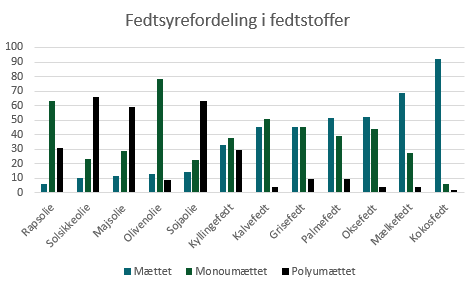 Fedtsyrefordeling i fedtstoffer
100
90
80
70
60
50
40
30
20
10
0
Rapsolie
Solsikkeolie
Majsolie
Olivenolie
Sojaolie
Kyllingefedt
Kalvefedt
Grisefedt
Palmefedt
Oksefedt
Mælkefedt
Kokosfedt
Mættet
Monoumættet
Polyumættet